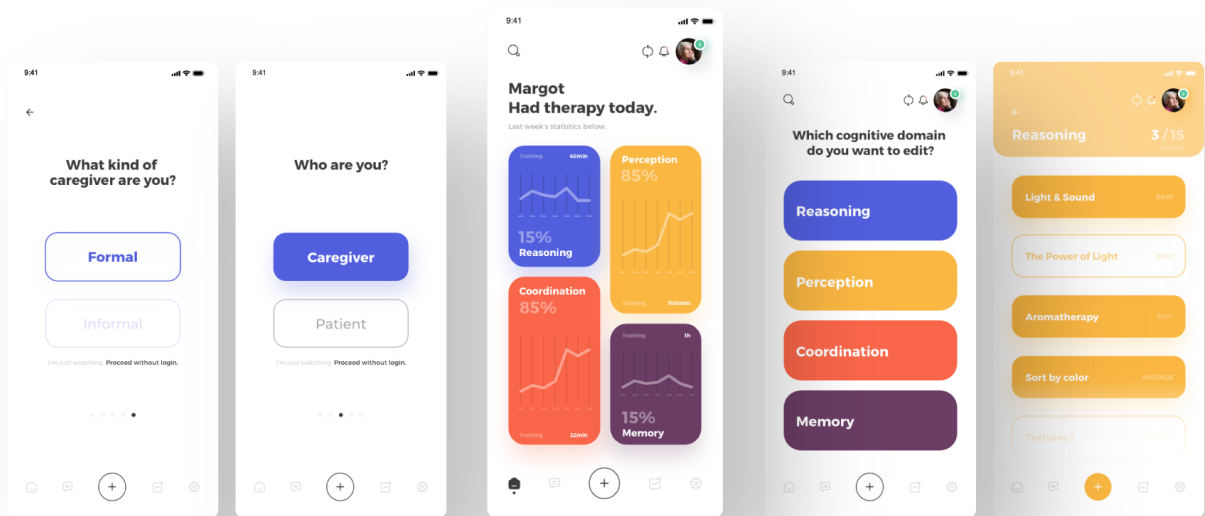 9:41
What kind of
caregiver are you?
Formal
Informal
I'm just watching. Proceed without login.
9:41
Who are you?
Caregiver
Patient
I'm just watching. Proceed without login.
9:41
Margot
Had therapy today.
Last week's statistics below.
Training 45min
15%
Reasoning
Perception
85%
Training 1h15min
Coordination
85%
Training 32min
Training 1h
15%
Memory
9:41
Which cognitive domain
do you want to edit?
Reasoning
Perception
Coordination
Memory
9:41
Reasoning 3 / 15
Light & Sound EASY
The Power of Light EASY
Aromatherapy EASY
Sort by color AVERAGE
Textures 1